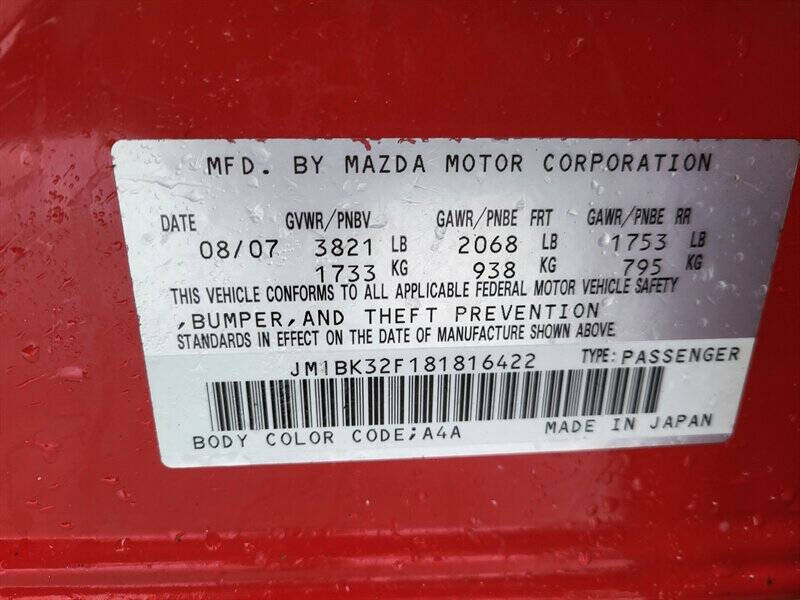 MFD. BY MAZDA MOTOR CORPORATION
DATE GVWR/PNBV GAWR/PNBE FRT GAWR/PNBE RR
08/07 3821 LB 2068 LB 1753 LB
1733 KG 938 KG 795 KG
THIS VEHICLE CONFORMS TO ALL APPLICABLE FEDERAL MOTOR VEHICLE SAFETY
,BUMPER,AND THEFT PREVENTION
STANDARDS IN EFFECT ON THE DATE OF MANUFACTURE SHOWN ABOVE.
JM1BK32F181816422 TYPE: PASSENGER
BODY COLOR CODE;A4A MADE IN JAPAN